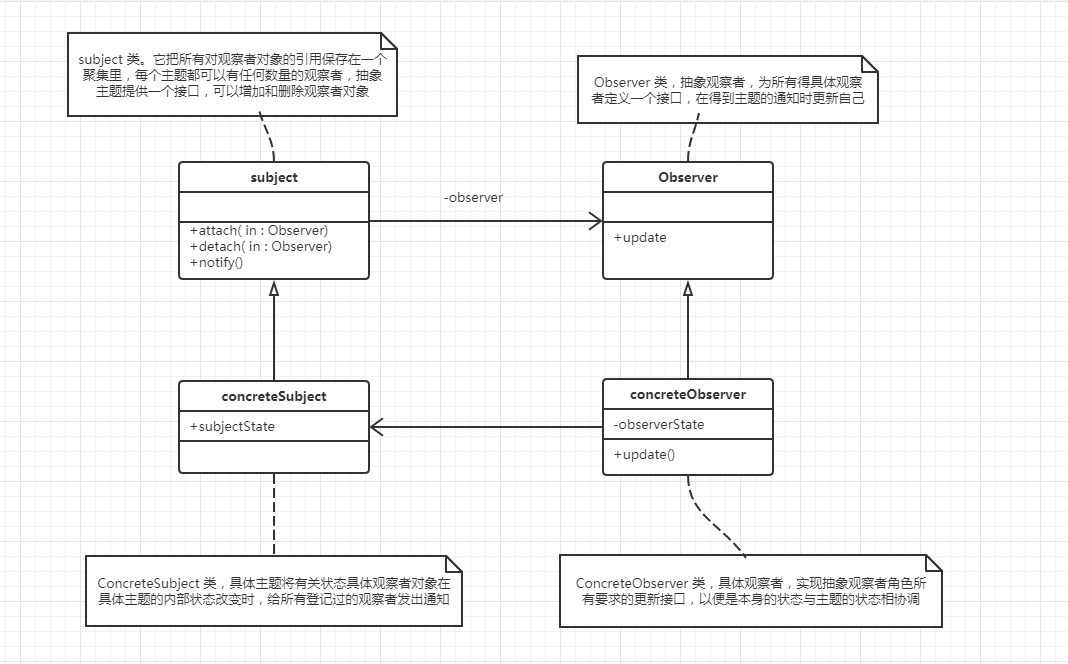 subject 类。它把所有对观察者对象的引用保存在一个
聚集里，每个主题都可以有任何数量的观察者，抽象
主题提供一个接口，可以增加和删除观察者对象
Observer 类，抽象观察者，为所有得具体观察
者定义一个接口，在得到主题的通知时更新自己
subject
+attach( in : Observer)
+detach( in : Observer)
+notify()
-observer
Observer
+update
concreteSubject
+subjectState
concreteObserver
-observerState
+update()
ConcreteSubject 类，具体主题将有关状态具体观察者对象在
具体主题的内部状态改变时，给所有登记过的观察者发出通知
ConcreteObserver 类，具体观察者，实现抽象观察者角色所
有要求的更新接口，以便是本身的状态与主题的状态相协调